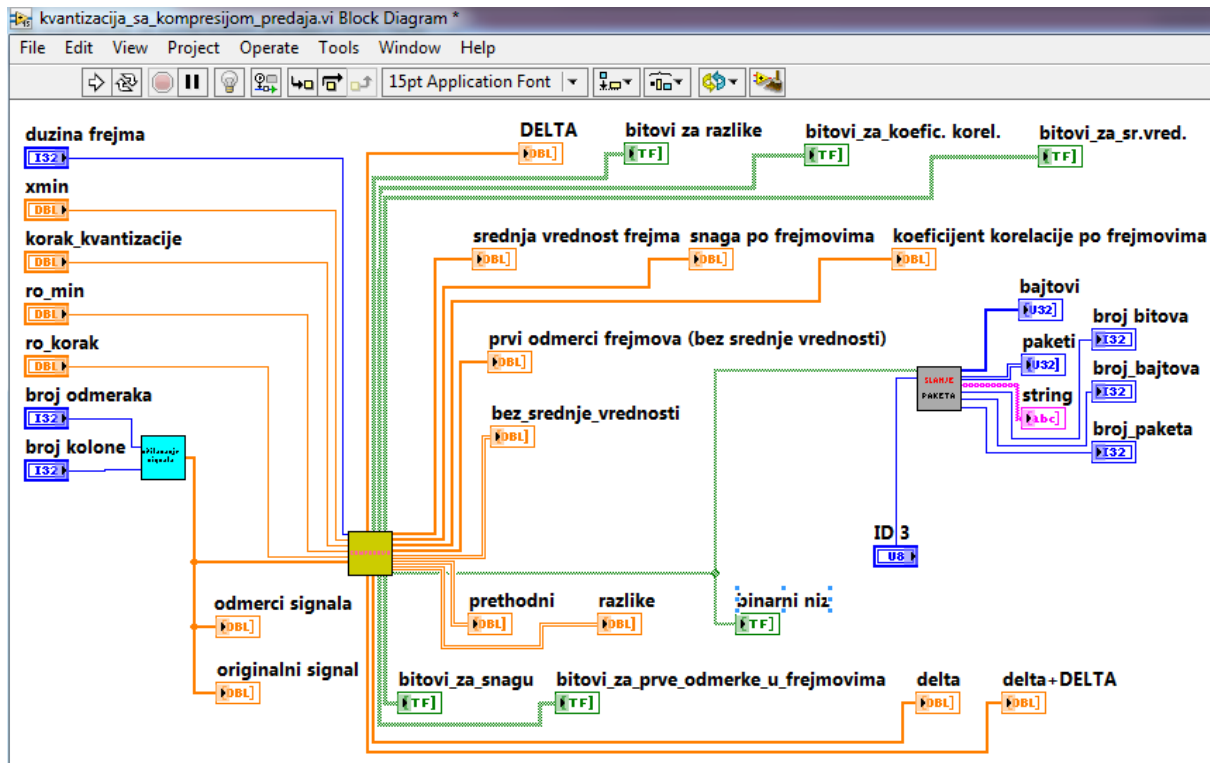 kvantizacija_sa_kompresijom_predaja.vi Block Diagram *
File Edit View Project Operate Tools Window Help
15pt Application Font
duzina frejma
I32
xmin
DBL
korak_kvantizacije
DBL
ro_min
DBL
ro_korak
DBL
broj odmeraka
I32
broj kolone
I32
signala
DELTA
DBL]
bitovi za razlike
TF]
bitovi_za_koefic. korel.
TF]
bitovi_za_sr.vred.
TF]
srednja vrednost frejma
DBL]
snaga po frejmovima
DBL]
koeficijent korelacije po frejmovima
DBL]
prvi odmerci frejmova (bez srednje vrednosti)
DBL]
bez_srednje_vrednosti
DBL]
bajtovi
U32]
paketi
U32]
string
abc]
broj bitova
I32
broj_bajtova
I32
broj_paketa
I32
SLANJE
PAKETA
ID 3
U8
odmerci signala
DBL]
originalni signal
DBL]
prethodni
DBL]
razlike
DBL]
binarni niz
TF]
bitovi_za_snagu
TF]
bitovi_za_prve_odmerke_u_frejmovima
TF]
delta
DBL]
delta+DELTA
DBL]